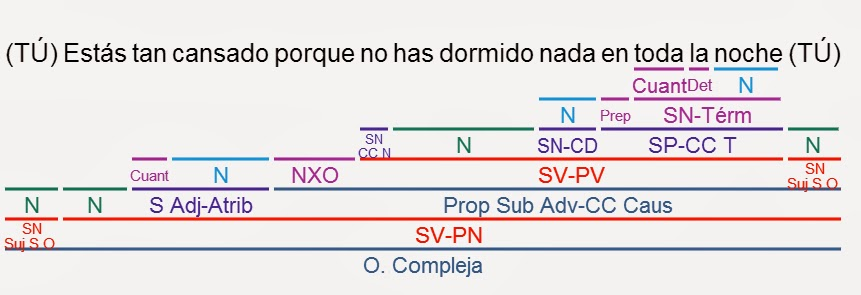 (TÚ) Estás tan cansado porque no has dormido nada en toda la noche (TÚ)
Cuant Det N
N Prep SN-Térm
SN CC N N SN-CD SP-CC T N
Cuant N NXO SV-PV SN Suj S.O.
N N S Adj-Atrib Prop Sub Adv-CC Caus
SN Suj S.O. SV-PN
O. Compleja